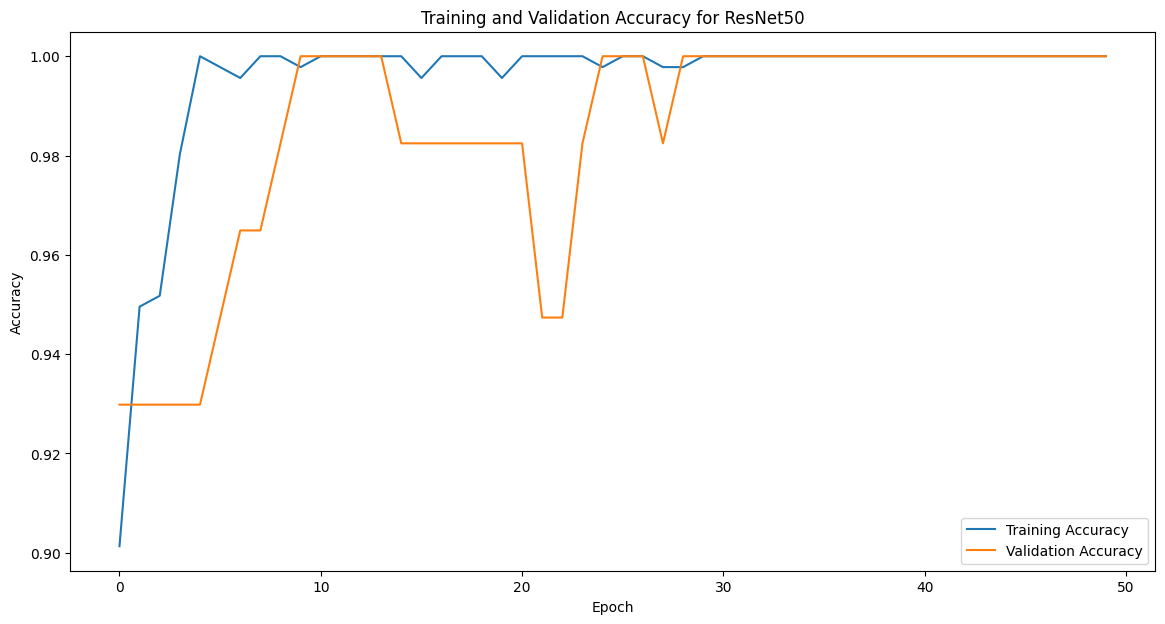 Training and Validation Accuracy for ResNet50
1.00
0.98
0.96
0.94
0.92
0.90
Accuracy
0
10
20
30
40
50
Epoch
Training Accuracy
Validation Accuracy